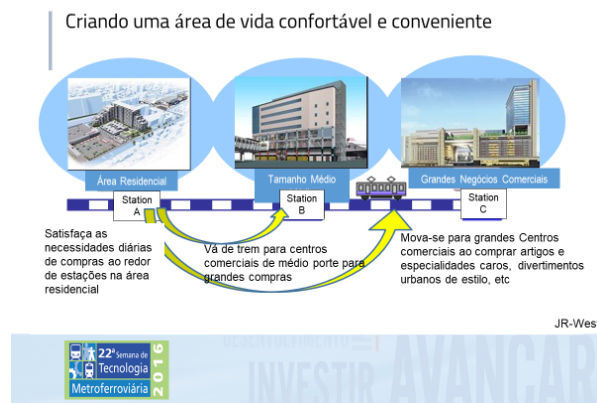 Criando uma área de vida confortável e conveniente
Área Residencial
Tamanho Médio
Grandes Negócios Comerciais
Station
A
Station
B
Station
C
Satisfaça as
necessidades diárias
de compras ao redor
de estações na área
residencial
Vá de trem para centros
comerciais de médio porte para
grandes compras
Mova-se para grandes Centros
comerciais ao comprar artigos e
especialidades caros, divertimentos
urbanos de estilo, etc
JR-Wes
DESENVOLVIMENTO
INVESTIR
AVANÇAR
22ª Semana de
Tecnologia
Metroferroviária
2016